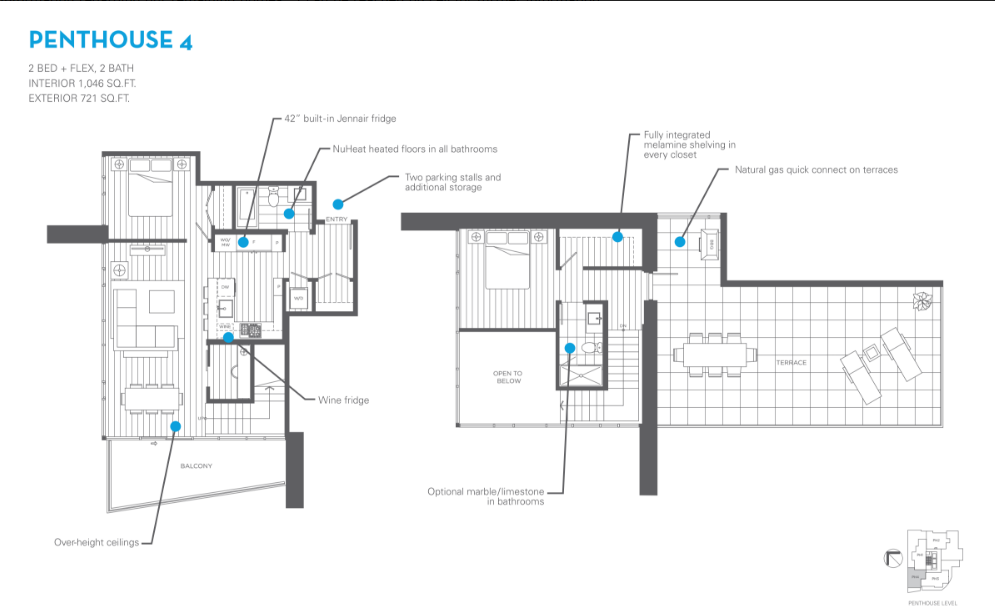 PENTHOUSE 4
2 BED + FLEX, 2 BATH
INTERIOR 1,046 SQ.FT.
EXTERIOR 721 SQ.FT.
42" built-in Jennair fridge
NuHeat heated floors in all bathrooms
Two parking stalls and
additional storage
Fully integrated
melamine shelving in
every closet
Natural gas quick connect on terraces
ENTRY
F
P
DW
P
W/D
UP
Wine fridge
BALCONY
Over-height ceilings
DN
OPEN TO
BELOW
TERRACE
Optional marble/limestone
in bathrooms
PENTHOUSE LEVEL